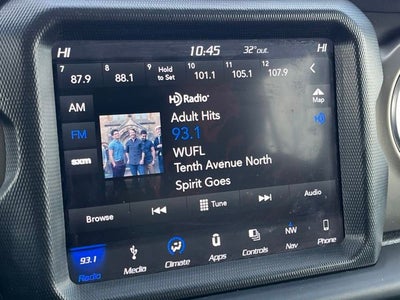 HI 10:45 32°OUT. HI
7 8 9 10 11 12
87.9 88.1 Hold to Set 101.1 105.1 107.9
HD Radio
AM
Adult Hits
Map
FM
93.1
HD
WUFL
sxm
Tenth Avenue North
Spirit Goes
Browse Tune Audio
93.1
Radio Media Climate Apps Controls NW Nav Phone